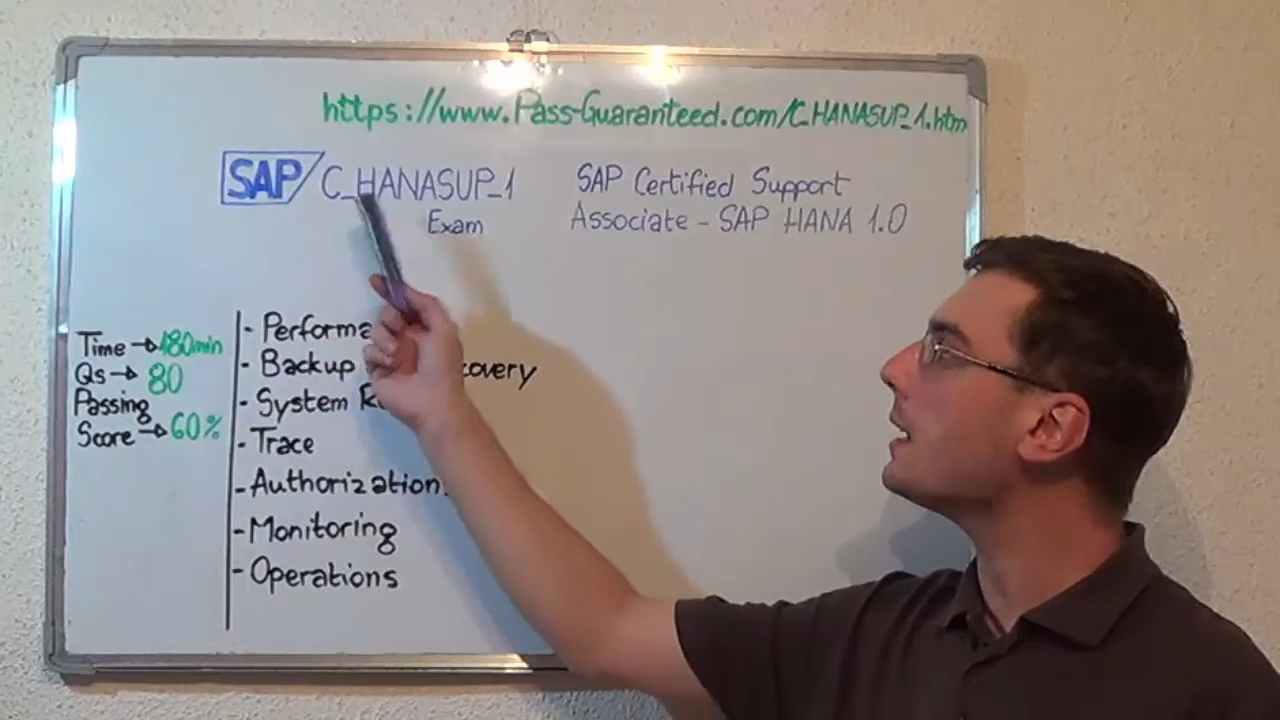 https://www.Pass-Guaranteed.com/C_HANASUP_1.htm
SAP C_HANASUP_1
Exam
SAP Certified Support
Associate - SAP HANA 1.0
Time → 180min
Qs → 80
Passing
Score → 60%
- Performa
- Backup covery
- System R
- Trace
- Authorization
- Monitoring
- Operations